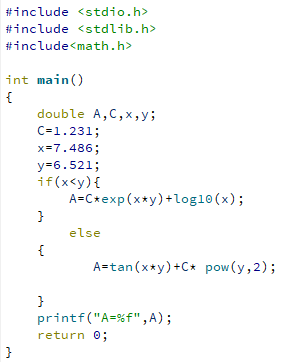 #include <stdio.h>
#include <stdlib.h>
#include<math.h>

int main()
{
    double A,C,x,y;
    C=1.231;
    x=7.486;
    y=6.521;
    if(x<y){
        A=C*exp(x*y)+log10(x);
    }
        else
    {
           A=tan(x*y)+C* pow(y,2);

    }
    printf("A=%f",A);
    return 0;
}